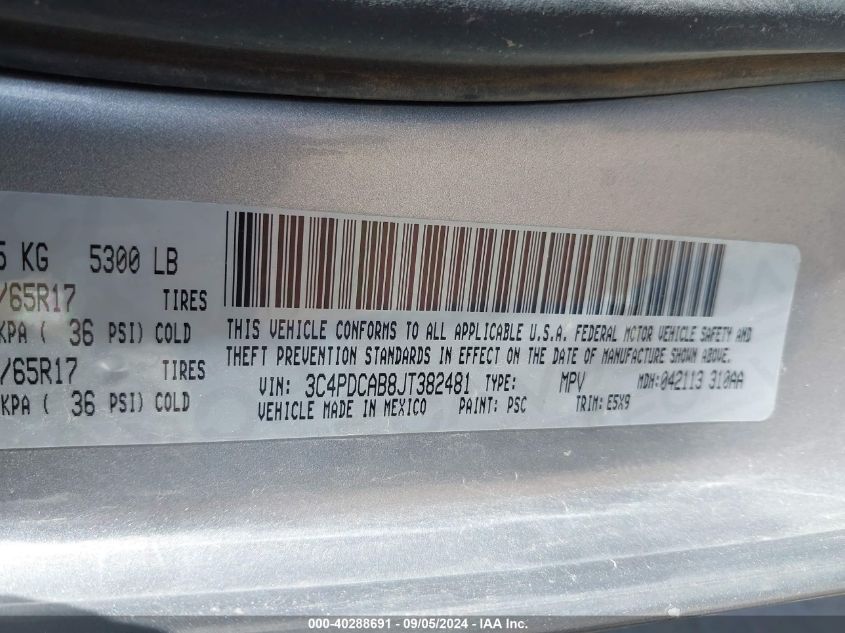 5 KG 5300 LB
/65R17 TIRES
KPA ( 36 PSI) COLD
/65R17 TIRES
KPA ( 36 PSI) COLD
THIS VEHICLE CONFORMS TO ALL APPLICABLE U.S.A. FEDERAL MOTOR VEHICLE SAFETY AND
THEFT PREVENTION STANDARDS IN EFFECT ON THE DATE OF MANUFACTURE SHOWN ABOVE.
VIN: 3C4PDCAB8JT382481 TYPE: MPV MDH:042113 310AA
VEHICLE MADE IN MEXICO PAINT: PSC TRIM: E5X9
000-40288691 - 09/05/2024 - IAA Inc.